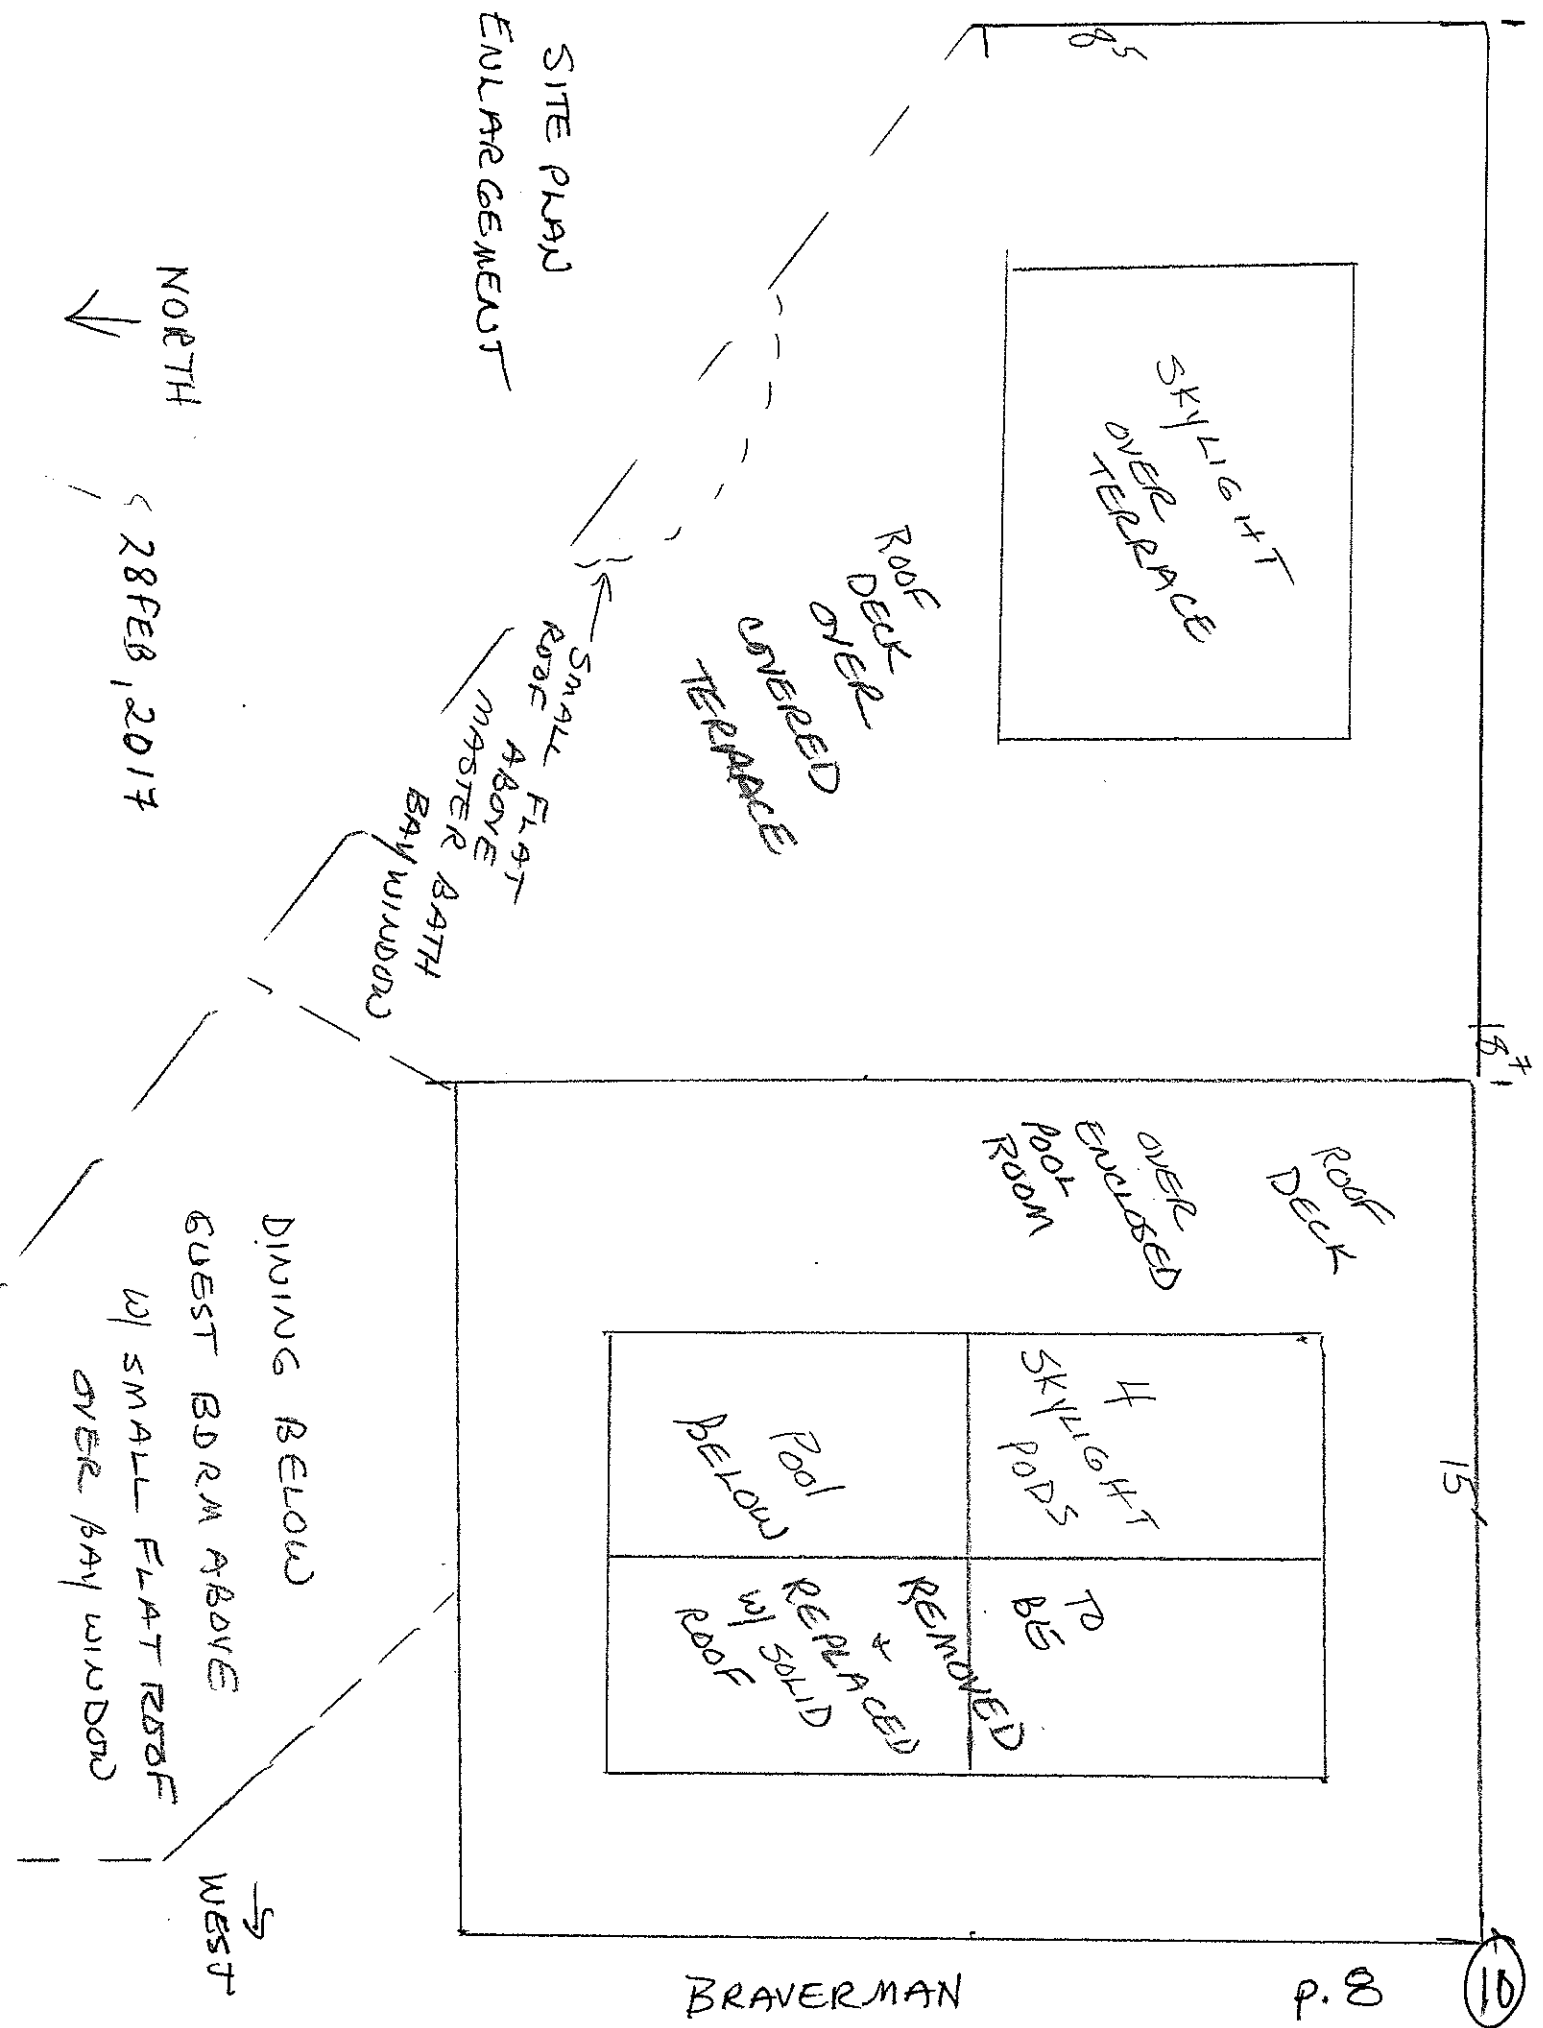 BRAVERMAN
p. 8
10
8⁵
18⁷
15'
SITE PLAN
ENLARGEMENT
NORTH
28 FEB, 2017
SKYLIGHT
OVER
TERRACE
ROOF
DECK
OVER
COVERED
TERRACE
SMALL FLAT
ROOF ABOVE
MASTER BATH
BAY WINDOW
ROOF
DECK
OVER
ENCLOSED
POOL
ROOM
4
SKYLIGHT
PODS
TO
BE
REMOVED
+
REPLACED
W/ SOLID
ROOF
Pool
BELOW
DINING BELOW
GUEST BDRM ABOVE
W/ SMALL FLAT ROOF
OVER BAY WINDOW
WEST